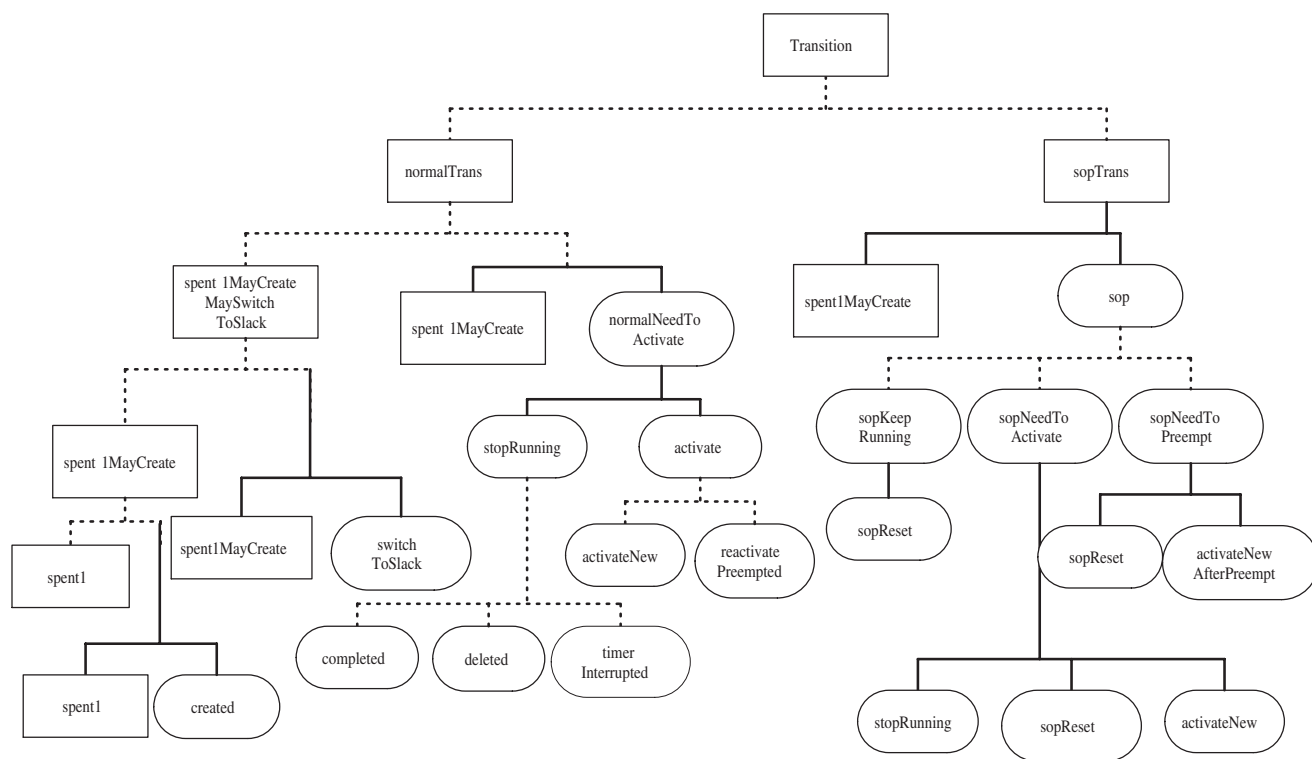 Transition
normalTrans
sopTrans
spent 1MayCreate
MaySwitch
ToSlack
spent 1MayCreate
normalNeedTo
Activate
spent1MayCreate
sop
spent 1MayCreate
stopRunning
activate
sopKeep
Running
sopNeedTo
Activate
sopNeedTo
Preempt
spent1
spent1MayCreate
switch
ToSlack
activateNew
reactivate
Preempted
sopReset
sopReset
activateNew
AfterPreempt
spent1
created
completed
deleted
timer
Interrupted
stopRunning
sopReset
activateNew